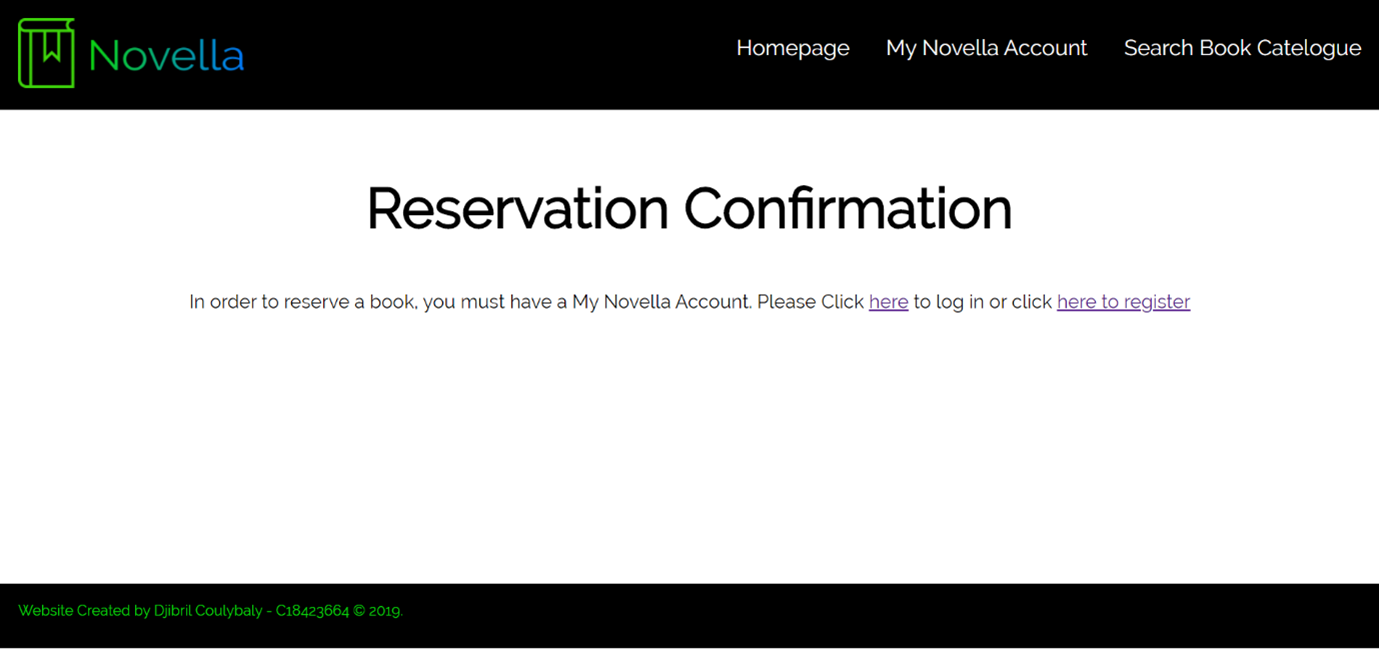 Novella
Homepage My Novella Account Search Book Catelogue
Reservation Confirmation
In order to reserve a book, you must have a My Novella Account. Please Click here to log in or click here to register
Website Created by Djibril Coulybaly - C18423664 © 2019.